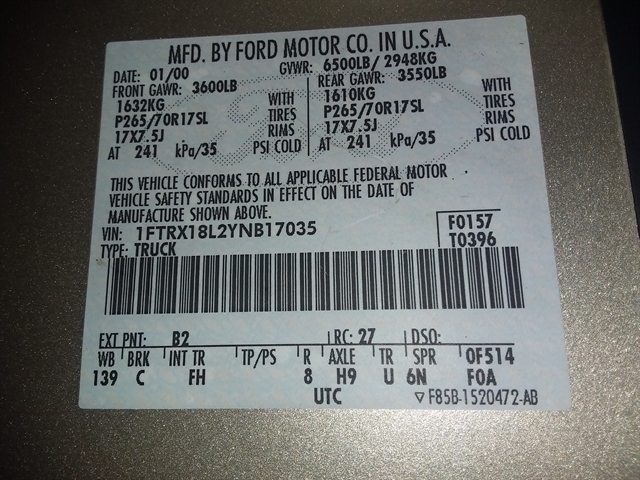 MFD. BY FORD MOTOR CO. IN U.S.A.
DATE: 01/00 GVWR: 6500LB/ 2948KG
FRONT GAWR: 3600LB REAR GAWR: 3550LB
1632KG WITH 1610KG WITH
P265/70R17SL TIRES P265/70R17SL TIRES
17X7.5J RIMS 17X7.5J RIMS
AT 241 kPa/35 PSI COLD AT 241 kPa/35 PSI COLD
THIS VEHICLE CONFORMS TO ALL APPLICABLE FEDERAL MOTOR
VEHICLE SAFETY STANDARDS IN EFFECT ON THE DATE OF
MANUFACTURE SHOWN ABOVE.
VIN: 1FTRX18L2YNB17035 F0157
TYPE: TRUCK T0396
EXT PNT: B2 RC: 27 DSO:
WB BRK INT TR TP/PS R AXLE TR SPR 0F514
139 C FH 8 H9 U 6N F0A
UTC ▽F85B-1520472-AB